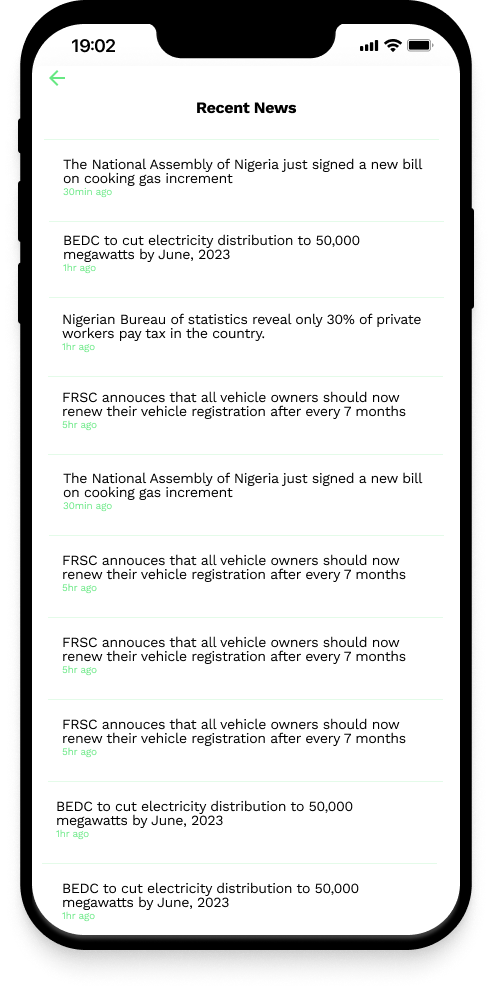 19:02
Recent News
The National Assembly of Nigeria just signed a new bill
on cooking gas increment
30min ago
BEDC to cut electricity distribution to 50,000
megawatts by June, 2023
1hr ago
Nigerian Bureau of statistics reveal only 30% of private
workers pay tax in the country.
1hr ago
FRSC annouces that all vehicle owners should now
renew their vehicle registration after every 7 months
5hr ago
The National Assembly of Nigeria just signed a new bill
on cooking gas increment
30min ago
FRSC annouces that all vehicle owners should now
renew their vehicle registration after every 7 months
5hr ago
FRSC annouces that all vehicle owners should now
renew their vehicle registration after every 7 months
5hr ago
FRSC annouces that all vehicle owners should now
renew their vehicle registration after every 7 months
5hr ago
BEDC to cut electricity distribution to 50,000
megawatts by June, 2023
1hr ago
BEDC to cut electricity distribution to 50,000
megawatts by June, 2023
1hr ago